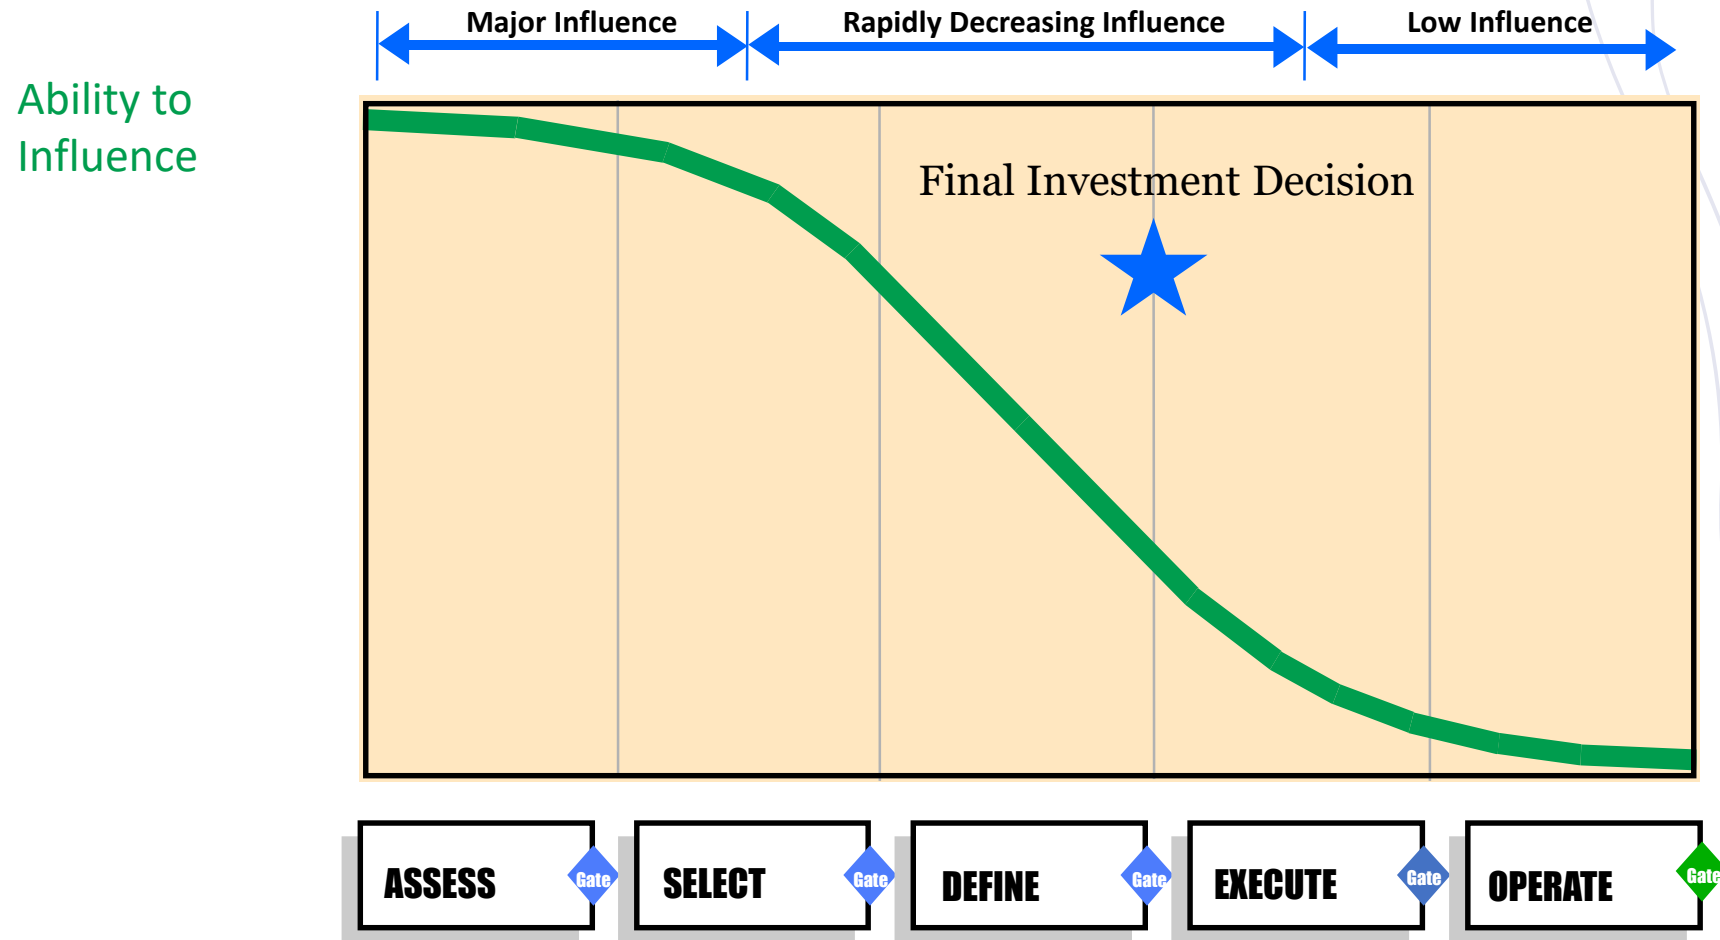 Major Influence
Rapidly Decreasing Influence
Low Influence
Ability to
Influence
Final Investment Decision
ASSESS
Gate
SELECT
Gate
DEFINE
Gate
EXECUTE
Gate
OPERATE
Gate